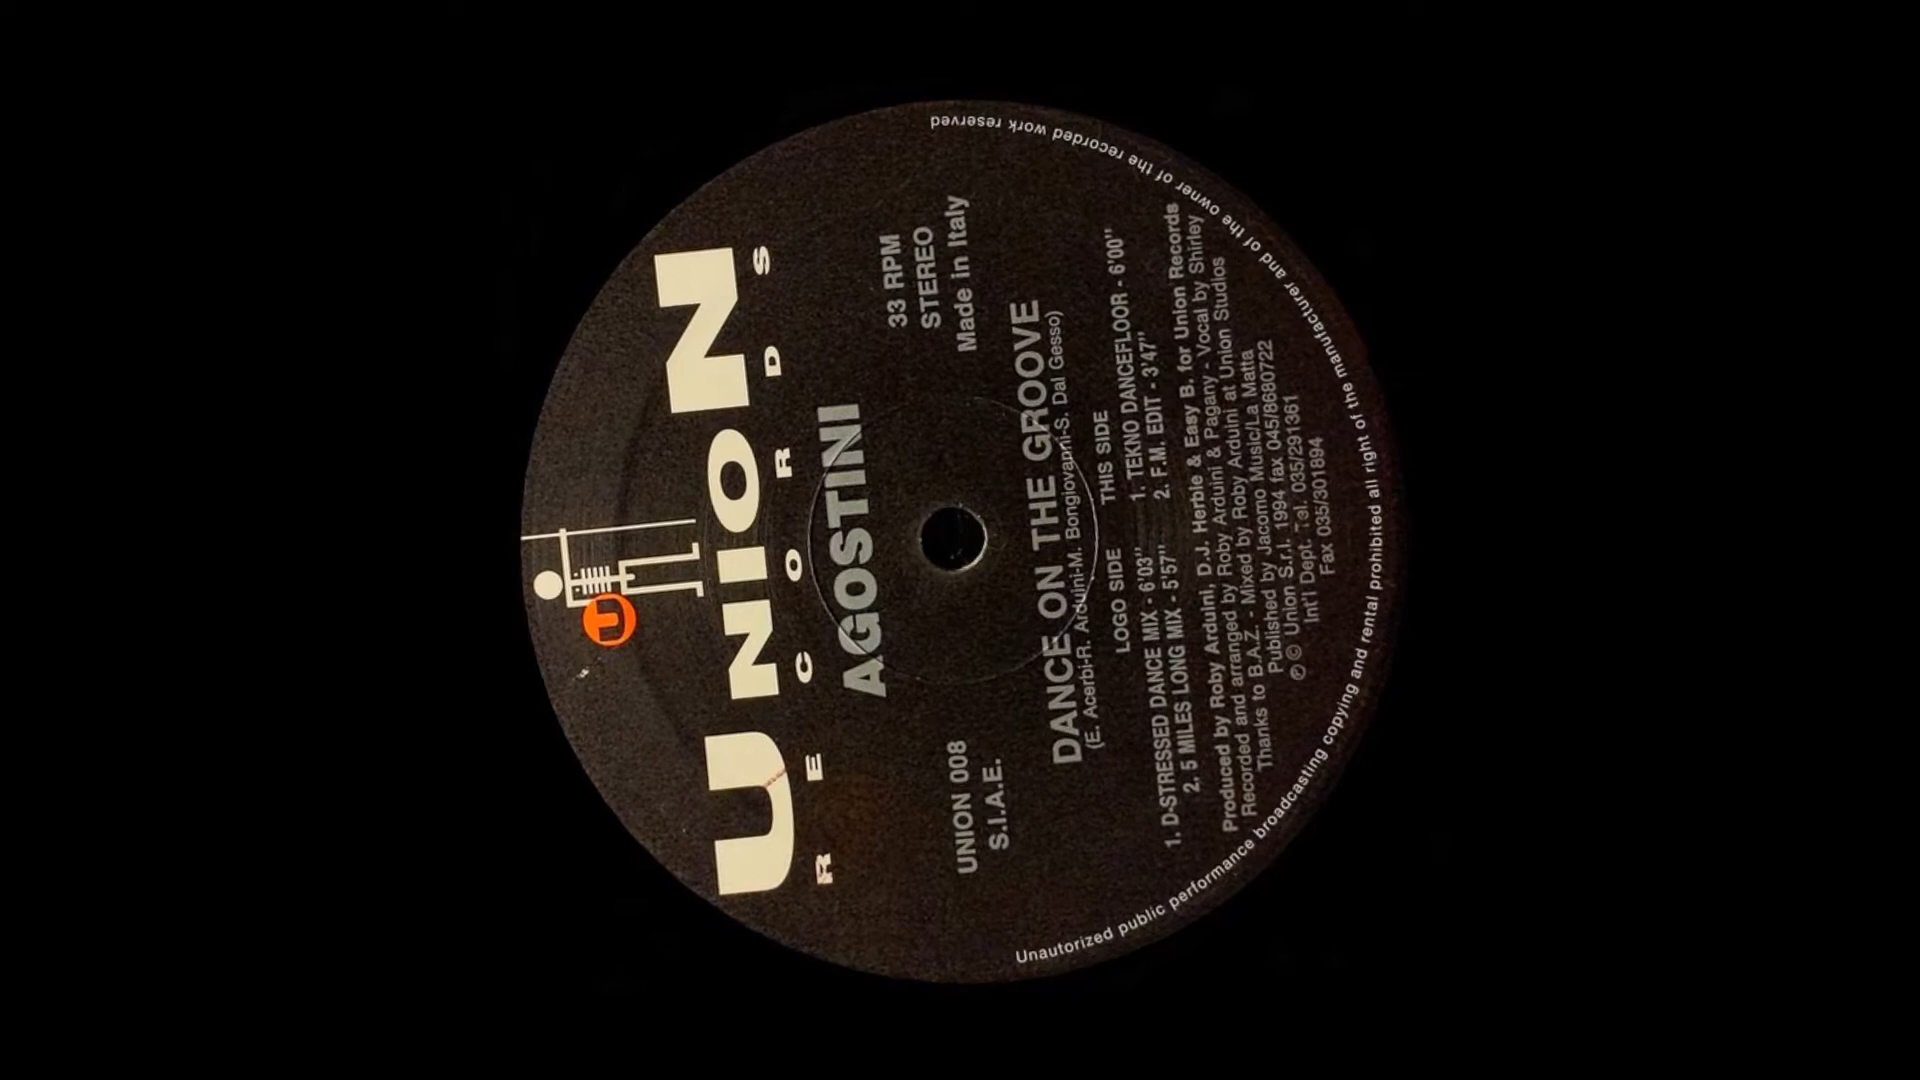 U
UNION
RECORDS
AGOSTINI
UNION 008
S.I.A.E.
33 RPM
STEREO
Made in Italy
DANCE ON THE GROOVE
(E. Acerbi-R. Arduini-M. Bongiovanni-S. Dal Gesso)
LOGO SIDE
1. D-STRESSED DANCE MIX - 6'03"
2. 5 MILES LONG MIX - 5'57"
THIS SIDE
1. TEKNO DANCEFLOOR - 6'00"
2. F.M. EDIT - 3'47"
Produced by Roby Arduini, D.J. Herbie & Easy B. for Union Records
Recorded and arranged by Roby Arduini & Pagany - Vocal by Shirley
Thanks to B.A.Z. - Mixed by Roby Arduini at Union Studios
Published by Jacomo Music/La Matta
℗ © Union S.r.l. 1994 fax 045/8680722
Int'l Dept. Tel. 035/291361
Fax 035/301894
Unautorized public performance broadcasting copying and rental prohibited all right of the manufacturer and of the owner of the recorded work reserved